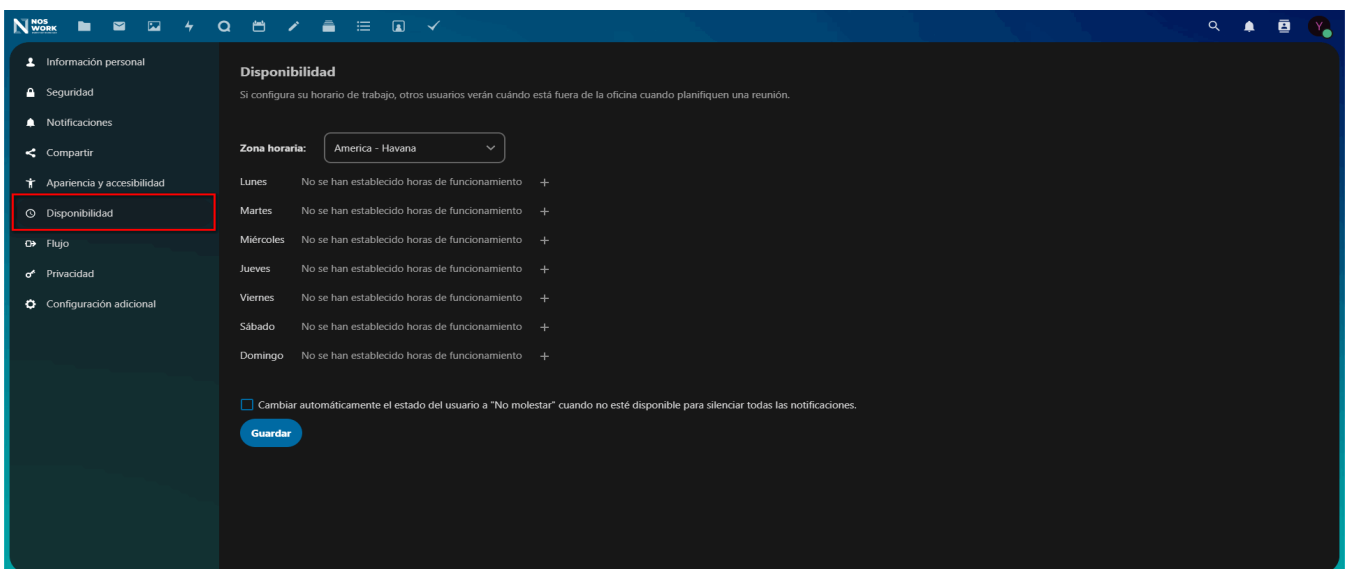 NOS
WORK
Y
Información personal
Seguridad
Notificaciones
Compartir
Apariencia y accesibilidad
Disponibilidad
Flujo
Privacidad
Configuración adicional
Disponibilidad
Si configura su horario de trabajo, otros usuarios verán cuándo está fuera de la oficina cuando planifiquen una reunión.
Zona horaria: America - Havana
Lunes No se han establecido horas de funcionamiento +
Martes No se han establecido horas de funcionamiento +
Miércoles No se han establecido horas de funcionamiento +
Jueves No se han establecido horas de funcionamiento +
Viernes No se han establecido horas de funcionamiento +
Sábado No se han establecido horas de funcionamiento +
Domingo No se han establecido horas de funcionamiento +
Cambiar automáticamente el estado del usuario a "No molestar" cuando no esté disponible para silenciar todas las notificaciones.
Guardar